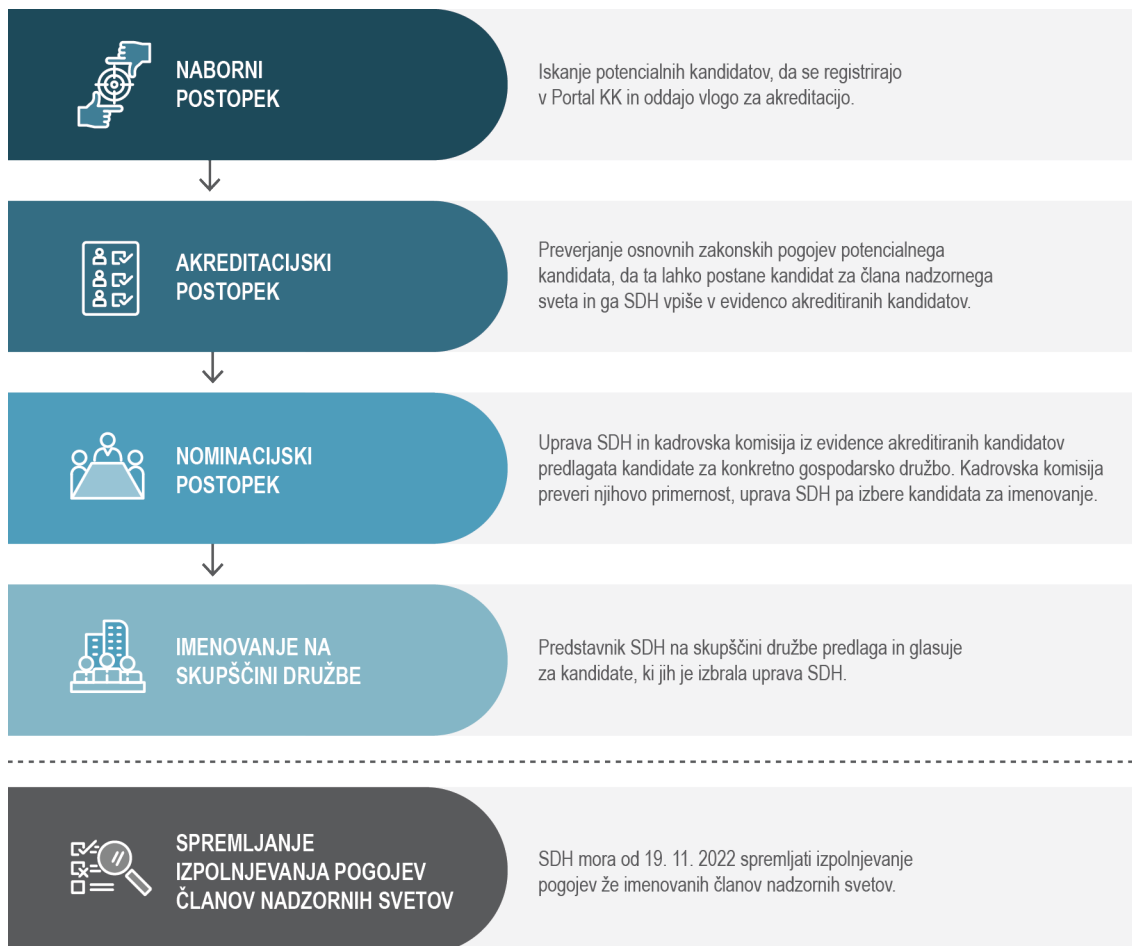 NABORNI
POSTOPEK
Iskanje potencialnih kandidatov, da se registrirajo
v Portal KK in oddajo vlogo za akreditacijo.
AKREDITACIJSKI
POSTOPEK
Preverjanje osnovnih zakonskih pogojev potencialnega
kandidata, da ta lahko postane kandidat za člana nadzornega
sveta in ga SDH vpiše v evidenco akreditiranih kandidatov.
NOMINACIJSKI
POSTOPEK
Uprava SDH in kadrovska komisija iz evidence akreditiranih kandidatov
predlagata kandidate za konkretno gospodarsko družbo. Kadrovska komisija
preveri njihovo primernost, uprava SDH pa izbere kandidata za imenovanje.
IMENOVANJE NA
SKUPŠČINI DRUŽBE
Predstavnik SDH na skupščini družbe predlaga in glasuje
za kandidate, ki jih je izbrala uprava SDH.
SPREMLJANJE
IZPOLNJEVANJA POGOJEV
ČLANOV NADZORNIH SVETOV
SDH mora od 19. 11. 2022 spremljati izpolnjevanje
pogojev že imenovanih članov nadzornih svetov.